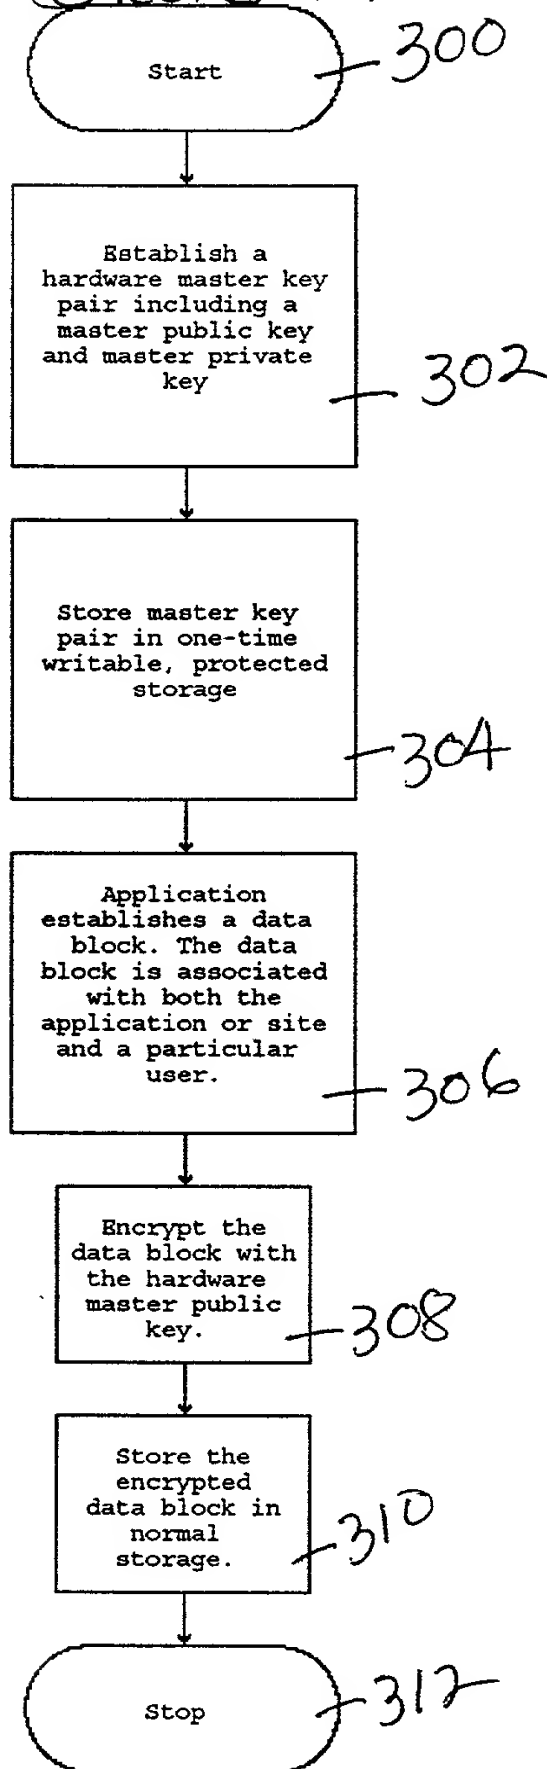 Start
300
Establish a
hardware master key
pair including a
master public key
and master private
key
302
Store master key
pair in one-time
writable, protected
storage
304
Application
establishes a data
block. The data
block is associated
with both the
application or site
and a particular
user.
306
Encrypt the
data block with
the hardware
master public
key.
308
Store the
encrypted
data block in
normal
storage.
310
Stop
312